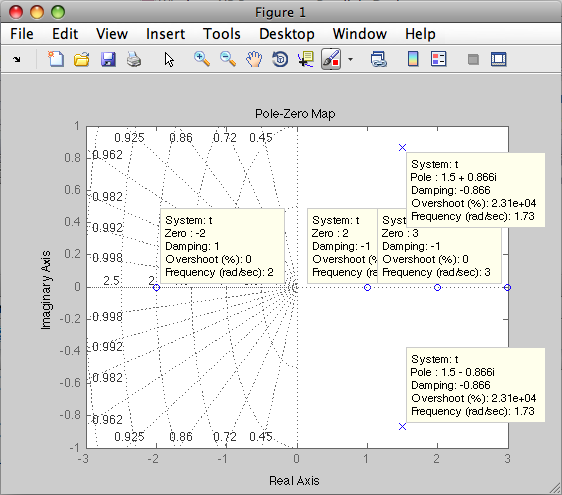 Figure 1
File Edit View Insert Tools Desktop Window Help
Pole-Zero Map
1
0.8
0.6
0.4
0.2
0
-0.2
-0.4
-0.6
-0.8
-1
Imaginary Axis
0.925 0.86 0.72 0.45
0.962
0.982
0.992
0.998
2.5
0.998
0.992
0.982
0.962
0.925 0.86 0.72 0.45
System: t
Zero : -2
Damping: 1
Overshoot (%): 0
Frequency (rad/sec): 2
System: t
Zero : 2
Damping: -1
Overshoot (%): 0
Frequency (ra
System: t
Zero : 3
Damping: -1
Overshoot (%): 0
Frequency (rad/sec): 3
System: t
Pole : 1.5 + 0.866i
Damping: -0.866
Overshoot (%): 2.31e+04
Frequency (rad/sec): 1.73
System: t
Pole : 1.5 - 0.866i
Damping: -0.866
Overshoot (%): 2.31e+04
Frequency (rad/sec): 1.73
-3 -2 -1 0 1 2 3
Real Axis